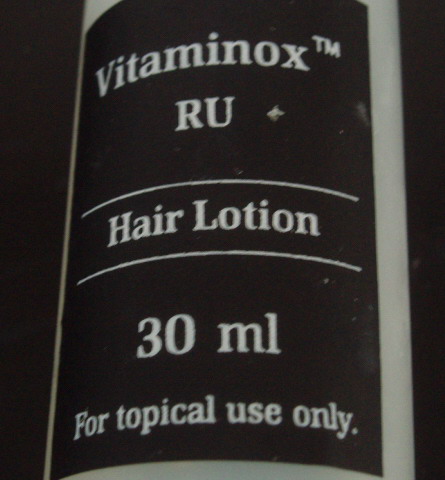 Vitaminox™
RU
Hair Lotion
30 ml
For topical use only.